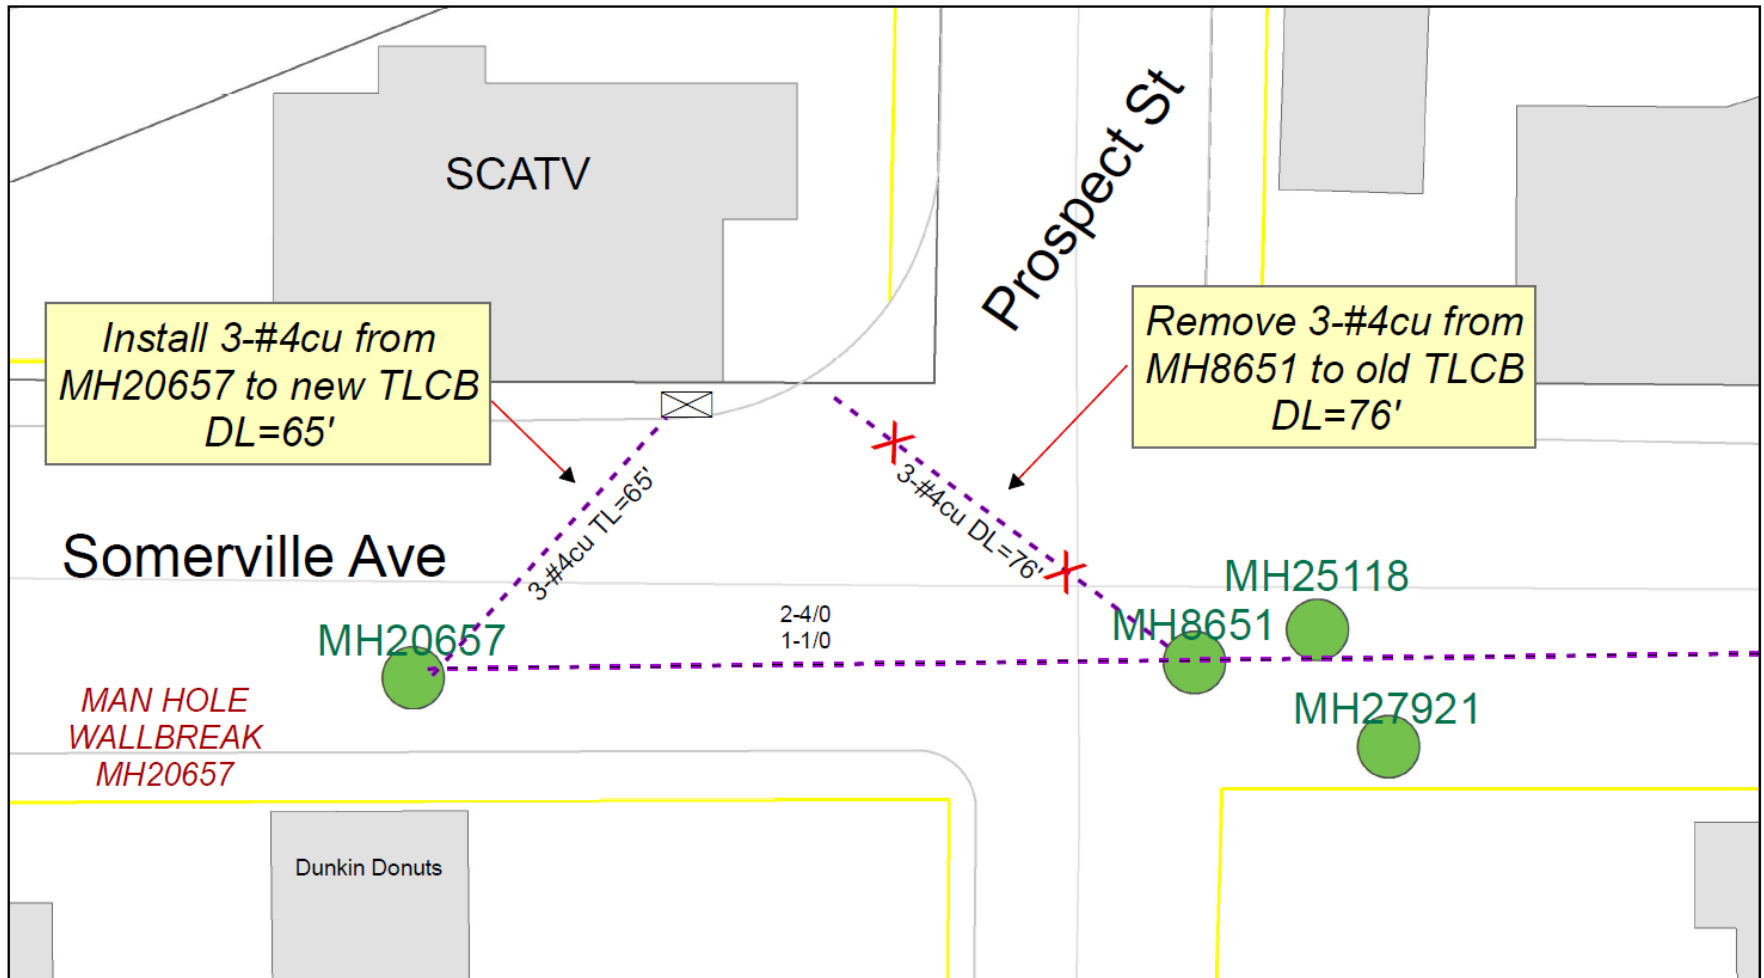 SCATV
Prospect St
Install 3-#4cu from
MH20657 to new TLCB
DL=65'
Remove 3-#4cu from
MH8651 to old TLCB
DL=76'
3-#4cu TL=65'
3-#4cu DL=76'
Somerville Ave
MH25118
2-4/0
1-1/0
MH20657
MH8651
MH27921
MAN HOLE
WALLBREAK
MH20657
Dunkin Donuts